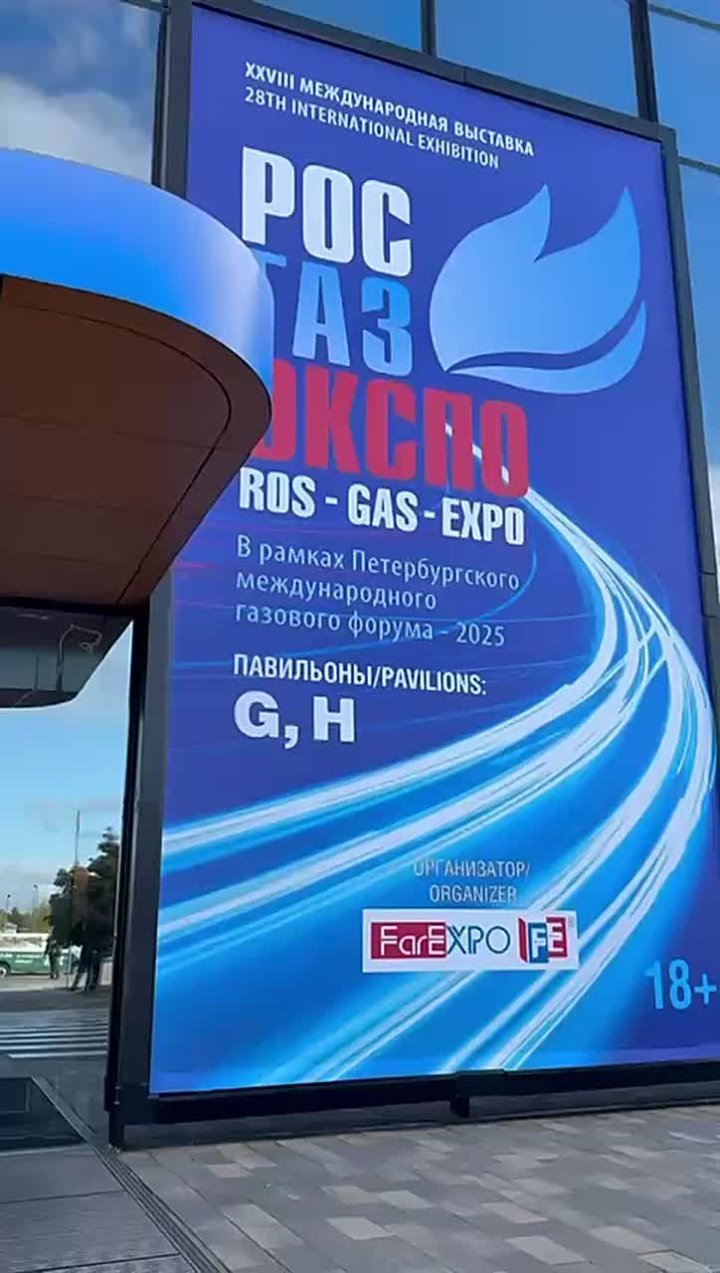 XXVIII МЕЖДУНАРОДНАЯ ВЫСТАВКА
28TH INTERNATIONAL EXHIBITION
РОС
ГАЗ
ЭКСПО
ROS - GAS - EXPO
В рамках Петербургского
международного
газового форума - 2025
ПАВИЛЬОНЫ/PAVILIONS:
G, H
ОРГАНИЗАТОР/
ORGANIZER
FarEXPO IFE
18+